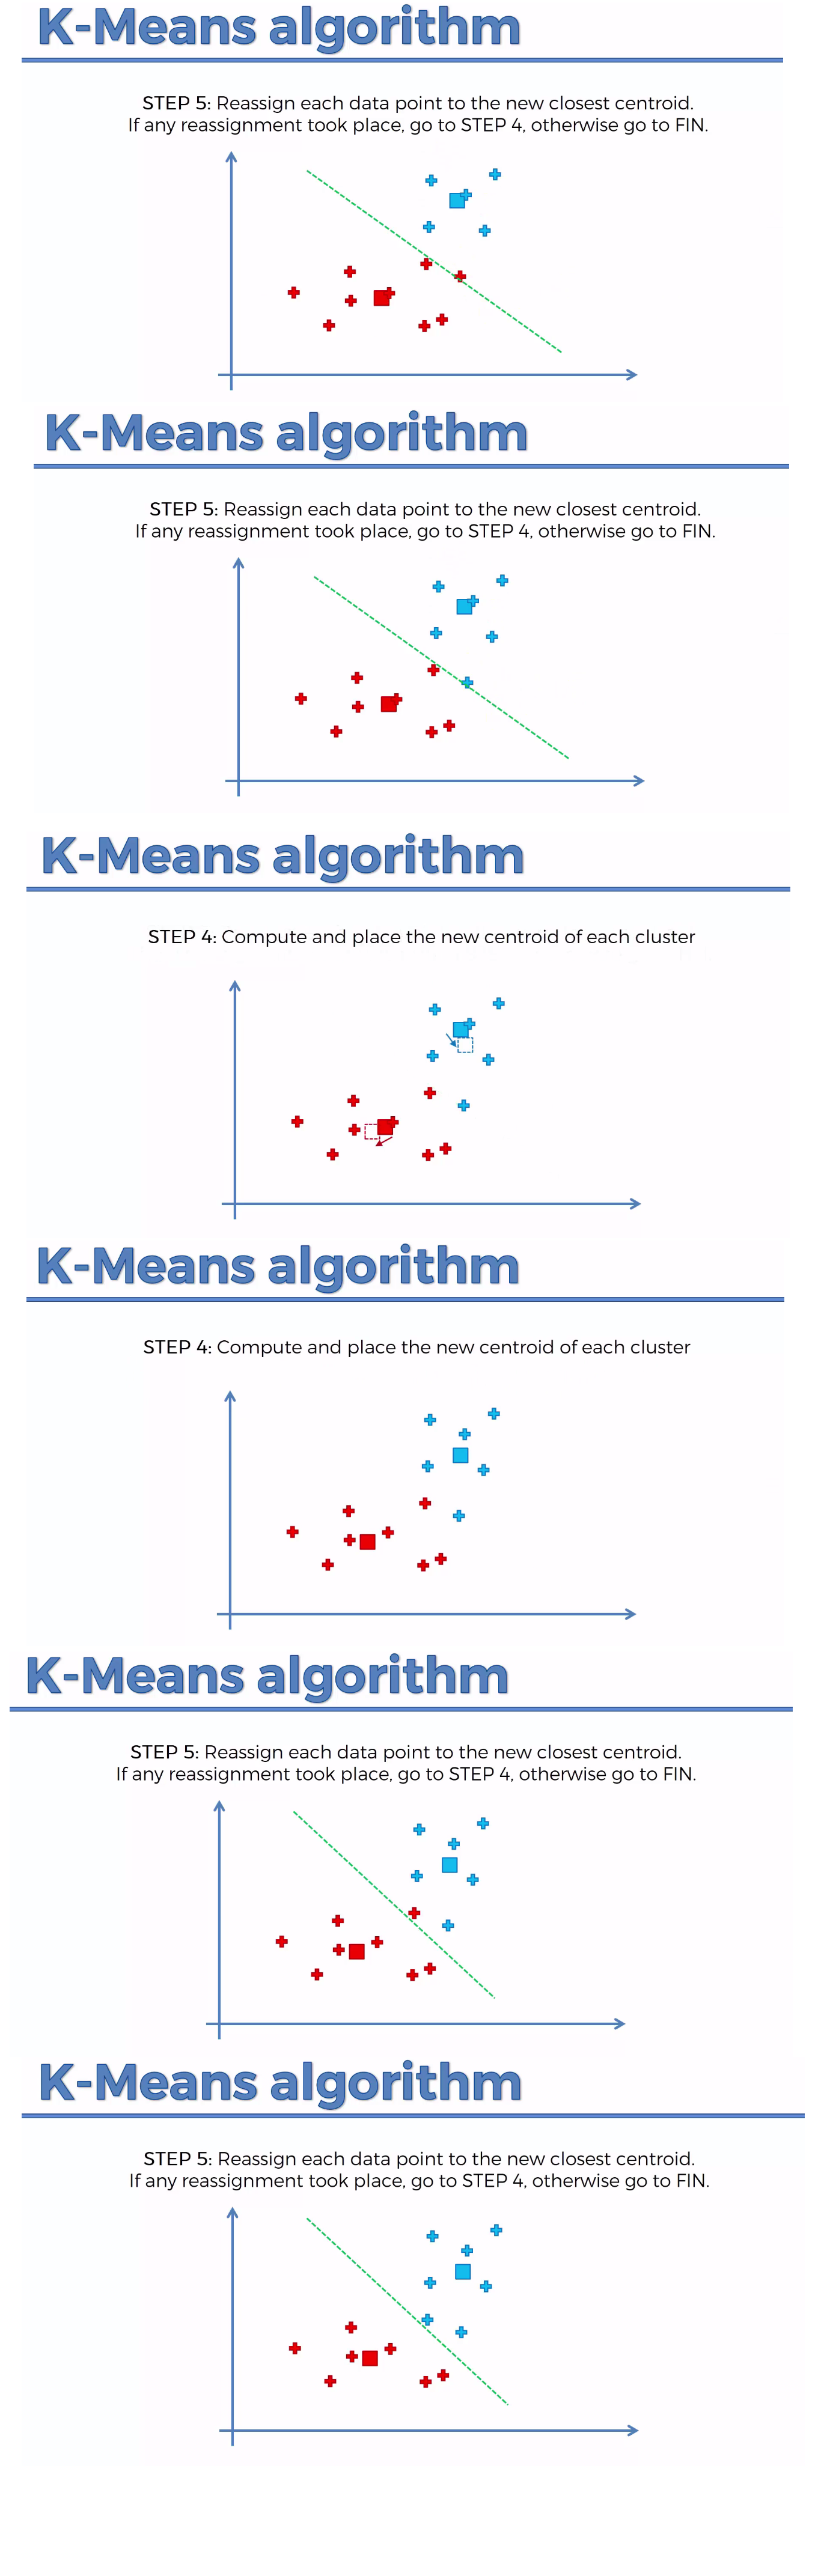 K-Means algorithm
STEP 5: Reassign each data point to the new closest centroid.
If any reassignment took place, go to STEP 4, otherwise go to FIN.
K-Means algorithm
STEP 5: Reassign each data point to the new closest centroid.
If any reassignment took place, go to STEP 4, otherwise go to FIN.
K-Means algorithm
STEP 4: Compute and place the new centroid of each cluster
K-Means algorithm
STEP 4: Compute and place the new centroid of each cluster
K-Means algorithm
STEP 5: Reassign each data point to the new closest centroid.
If any reassignment took place, go to STEP 4, otherwise go to FIN.
K-Means algorithm
STEP 5: Reassign each data point to the new closest centroid.
If any reassignment took place, go to STEP 4, otherwise go to FIN.